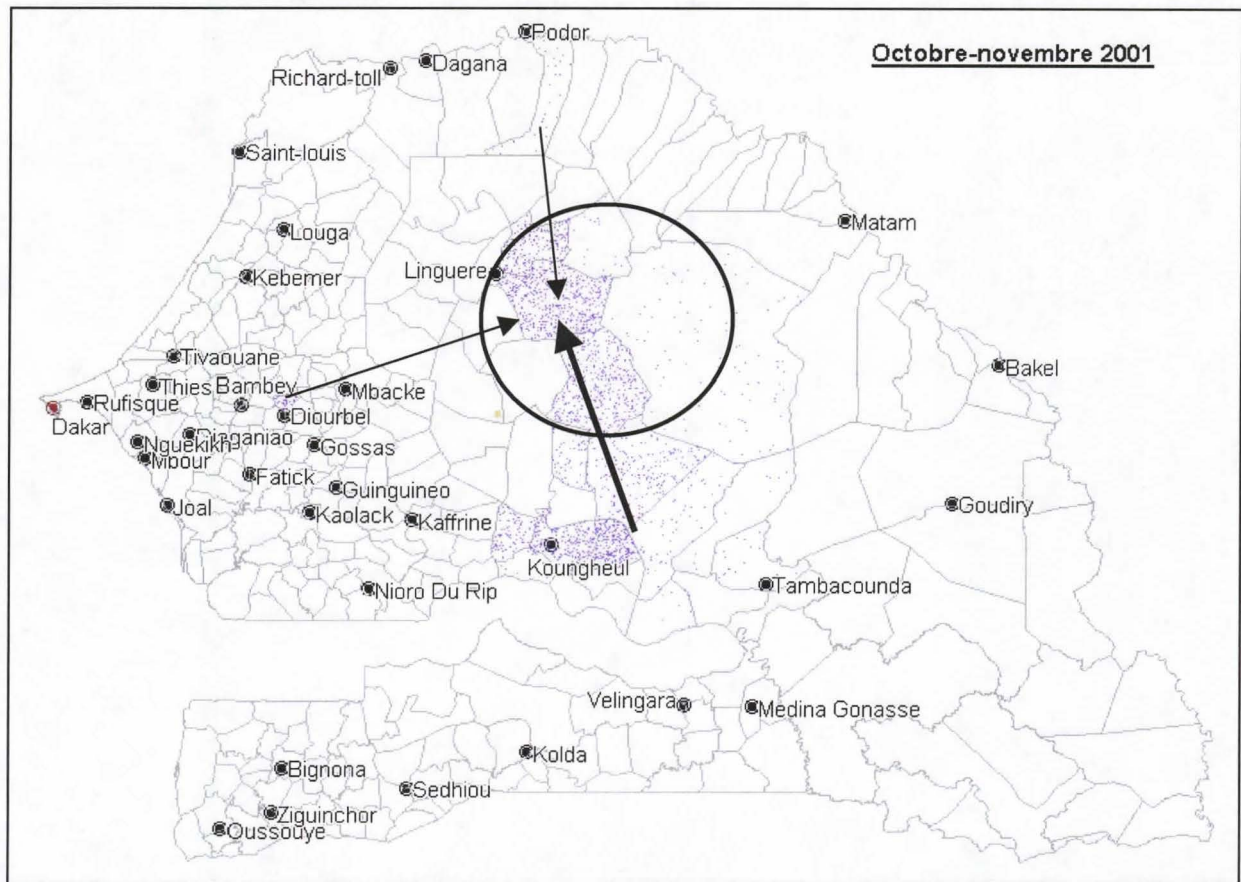 Podor
Octobre-novembre 2001
Dagana
Richard-toll
Saint-louis
Matam
Louga
Linguere
Kebemer
Tivaouane
Bakel
Thies
Bambey
Mbacke
Rufisque
Dakar
Diourbel
Diaganiao
Nguekikh
Gossas
Mbour
Fatick
Guinguineo
Joal
Kaolack
Kaffrine
Goudiry
Koungheul
Nioro Du Rip
Tambacounda
Velingara
Medina Gonasse
Kolda
Bignona
Sedhiou
Ziguinchor
Oussouye